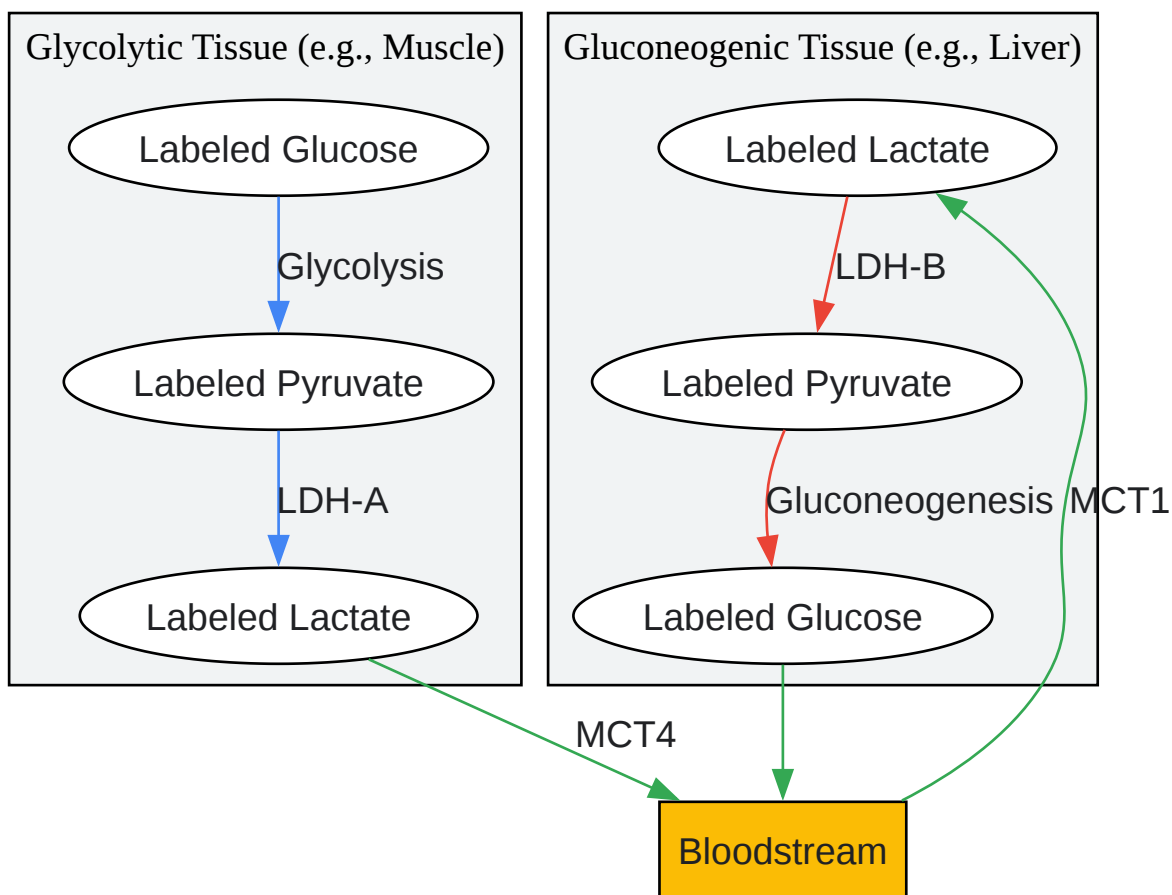 Glycolytic Tissue (e.g., Muscle)
Labeled Glucose
Glycolysis
Labeled Pyruvate
LDH-A
Labeled Lactate
MCT4
Gluconeogenic Tissue (e.g., Liver)
Labeled Lactate
LDH-B
Labeled Pyruvate
Gluconeogenesis
MCT1
Labeled Glucose
Bloodstream